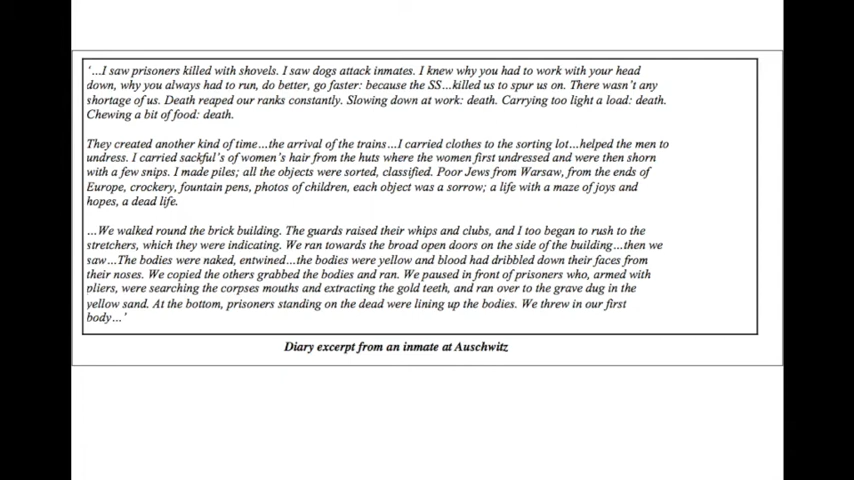 ‘…I saw prisoners killed with shovels. I saw dogs attack inmates. I knew why you had to work with your head
down, why you always had to run, do better, go faster: because the SS…killed us to spur us on. There wasn’t any
shortage of us. Death reaped our ranks constantly. Slowing down at work: death. Carrying too light a load: death.
Chewing a bit of food: death.
They created another kind of time…the arrival of the trains…I carried clothes to the sorting lot…helped the men to
undress. I carried sackful’s of women’s hair from the huts where the women first undressed and were then shorn
with a few snips. I made piles; all the objects were sorted, classified. Poor Jews from Warsaw, from the ends of
Europe, crockery, fountain pens, photos of children, each object was a sorrow; a life with a maze of joys and
hopes, a dead life.
…We walked round the brick building. The guards raised their whips and clubs, and I too began to rush to the
stretchers, which they were indicating. We ran towards the broad open doors on the side of the building…then we
saw…The bodies were naked, entwined…the bodies were yellow and blood had dribbled down their faces from
their noses. We copied the others grabbed the bodies and ran. We paused in front of prisoners who, armed with
pliers, were searching the corpses mouths and extracting the gold teeth, and ran over to the grave dug in the
yellow sand. At the bottom, prisoners standing on the dead were lining up the bodies. We threw in our first
body…’
Diary excerpt from an inmate at Auschwitz